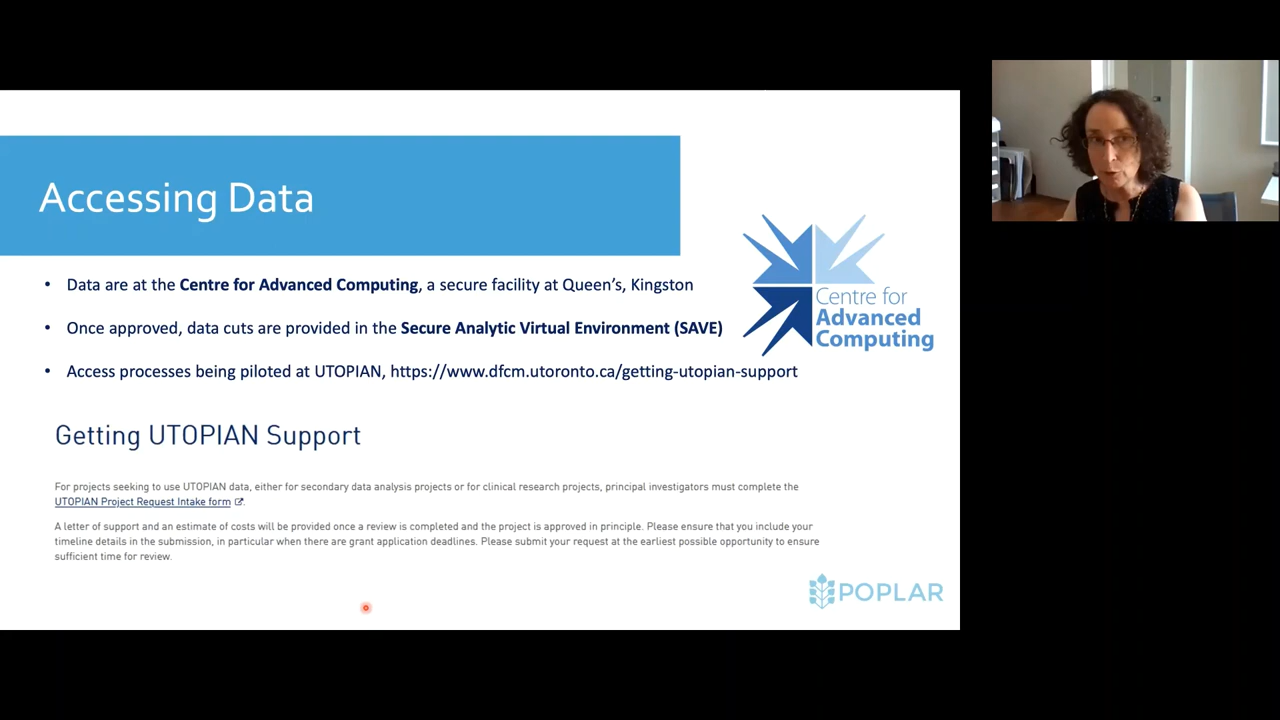 Accessing Data
• Data are at the Centre for Advanced Computing, a secure facility at Queen's, Kingston
• Once approved, data cuts are provided in the Secure Analytic Virtual Environment (SAVE)
• Access processes being piloted at UTOPIAN, https://www.dfcm.utoronto.ca/getting-utopian-support
Centre for
Advanced
Computing
Getting UTOPIAN Support
For projects seeking to use UTOPIAN data, either for secondary data analysis projects or for clinical research projects, principal investigators must complete the
UTOPIAN Project Request Intake form.
A letter of support and an estimate of costs will be provided once a review is completed and the project is approved in principle. Please ensure that you include your
timeline details in the submission, in particular when there are grant application deadlines. Please submit your request at the earliest possible opportunity to ensure
sufficient time for review.
POPLAR